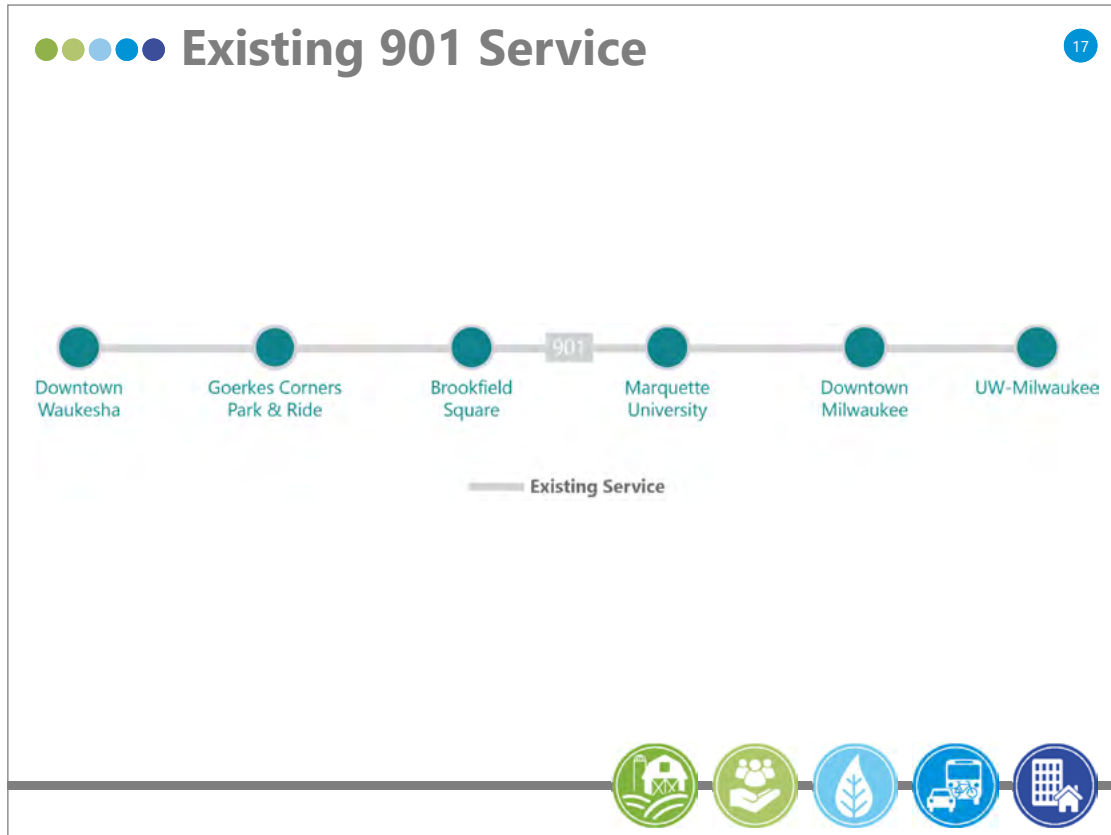 Existing 901 Service
17
901
Downtown
Waukesha
Goerkes Corners
Park & Ride
Brookfield
Square
Marquette
University
Downtown
Milwaukee
UW-Milwaukee
Existing Service